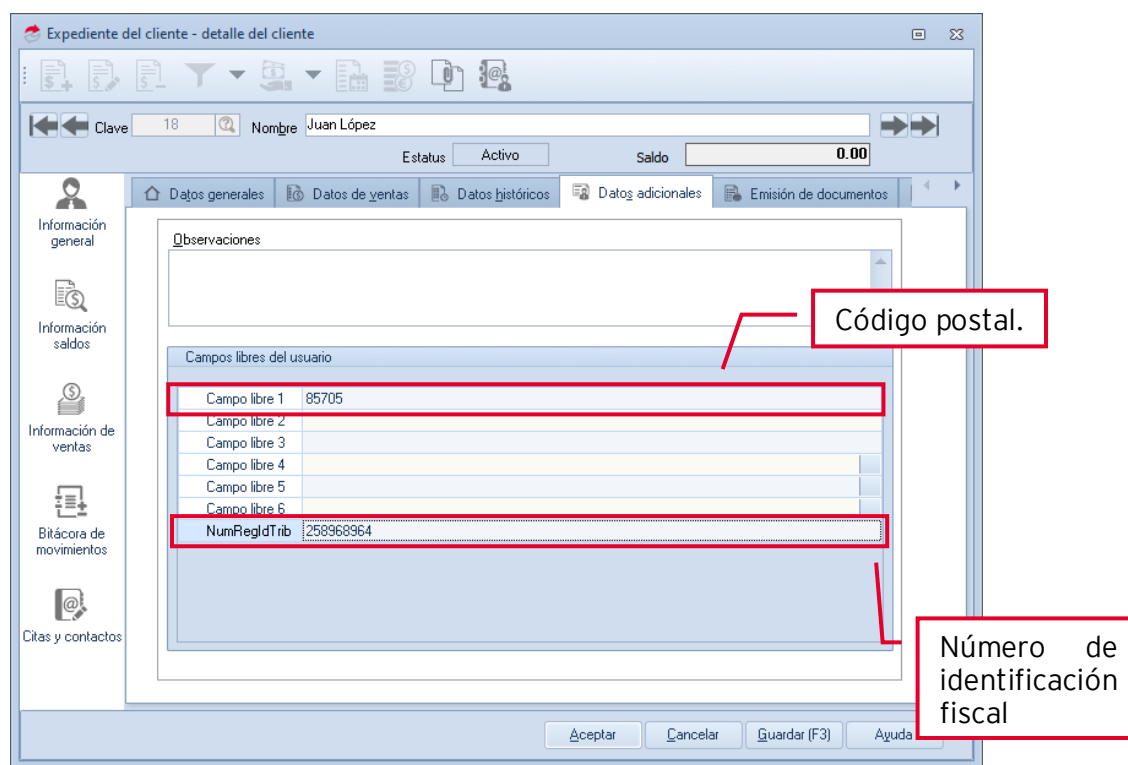 Expediente del cliente - detalle del cliente
Clave 18 Nombre Juan López
Estatus Activo Saldo 0.00
Información general
Información saldos
Información de ventas
Bitácora de movimientos
Citas y contactos
Datos generales Datos de ventas Datos históricos Datos adicionales Emisión de documentos
Observaciones
Código postal.
Campos libres del usuario
Campo libre 1 85705
Campo libre 2
Campo libre 3
Campo libre 4
Campo libre 5
Campo libre 6
NumRegIdTrib 258968964
Número de
identificación
fiscal
Aceptar Cancelar Guardar (F3) Ayuda